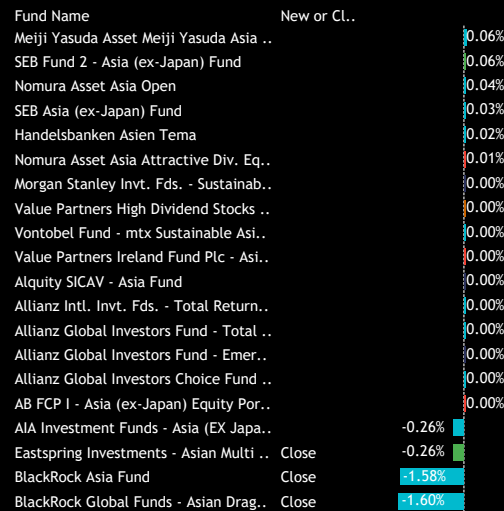 Fund Name New or Cl..
Meiji Yasuda Asset Meiji Yasuda Asia .. 0.06%
SEB Fund 2 - Asia (ex-Japan) Fund 0.06%
Nomura Asset Asia Open 0.04%
SEB Asia (ex-Japan) Fund 0.03%
Handelsbanken Asien Tema 0.02%
Nomura Asset Asia Attractive Div. Eq.. 0.01%
Morgan Stanley Invt. Fds. - Sustainab.. 0.00%
Value Partners High Dividend Stocks .. 0.00%
Vontobel Fund - mtx Sustainable Asi.. 0.00%
Value Partners Ireland Fund Plc - Asi.. 0.00%
Alquity SICAV - Asia Fund 0.00%
Allianz Intl. Invt. Fds. - Total Return.. 0.00%
Allianz Global Investors Fund - Total .. 0.00%
Allianz Global Investors Fund - Emer.. 0.00%
Allianz Global Investors Choice Fund .. 0.00%
AB FCP I - Asia (ex-Japan) Equity Por.. 0.00%
AIA Investment Funds - Asia (EX Japa.. -0.26%
Eastspring Investments - Asian Multi .. Close -0.26%
BlackRock Asia Fund Close -1.58%
BlackRock Global Funds - Asian Drag.. Close -1.60%